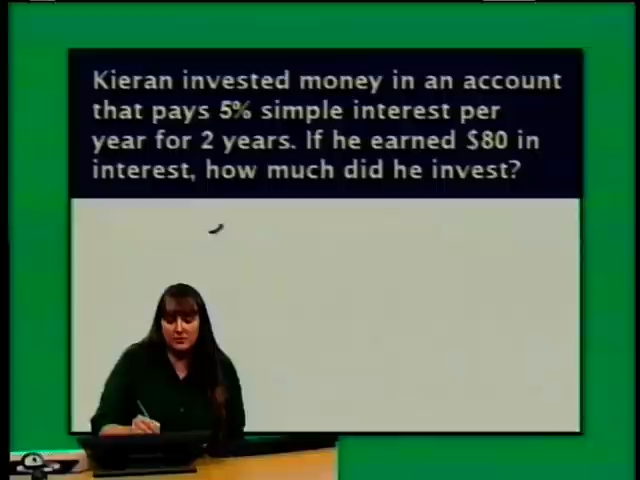 Kieran invested money in an account
that pays 5% simple interest per
year for 2 years. If he earned $80 in
interest, how much did he invest?